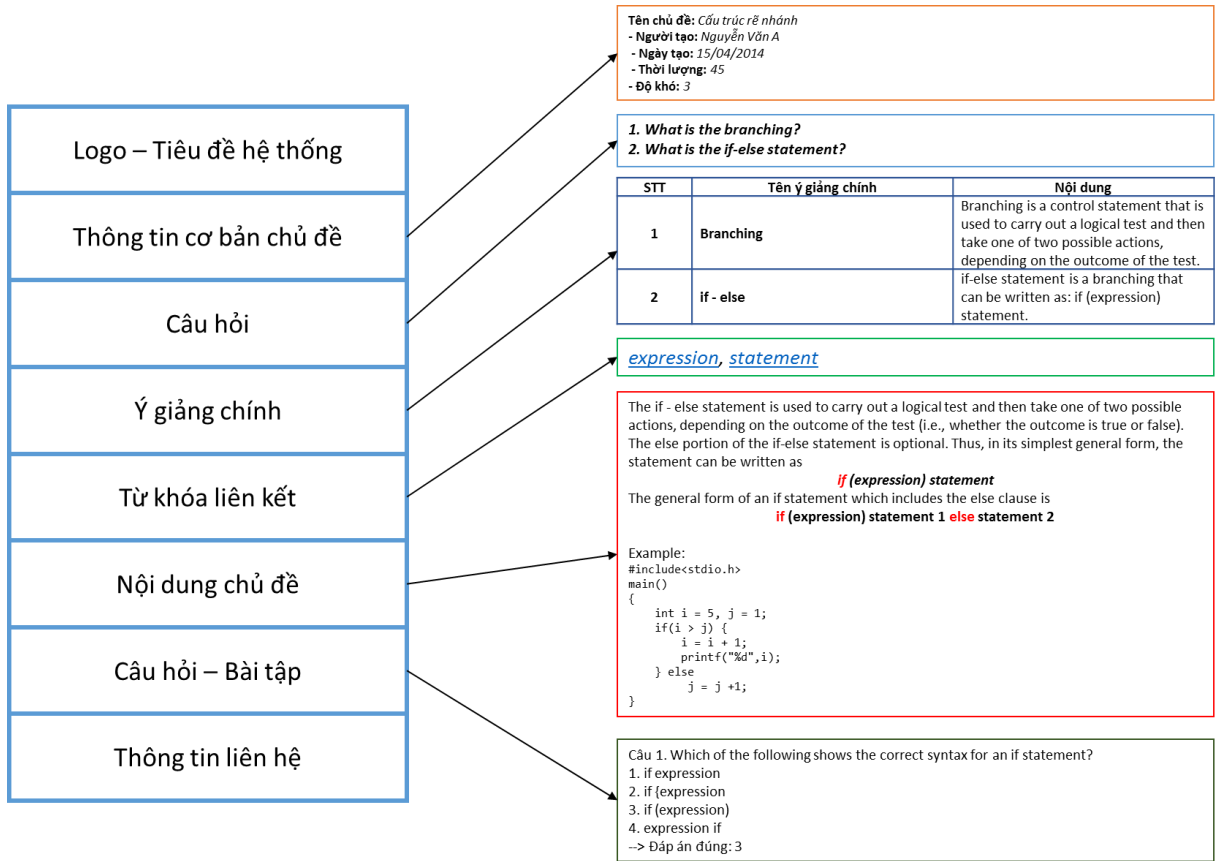 Logo – Tiêu đề hệ thống
Thông tin cơ bản chủ đề
Câu hỏi
Ý giảng chính
Từ khóa liên kết
Nội dung chủ đề
Câu hỏi – Bài tập
Thông tin liên hệ
Tên chủ đề: Cấu trúc rẽ nhánh
- Người tạo: Nguyễn Văn A
- Ngày tạo: 15/04/2014
- Thời lượng: 45
- Độ khó: 3
1. What is the branching?
2. What is the if-else statement?
STT Tên ý giảng chính Nội dung
1 Branching Branching is a control statement that is
used to carry out a logical test and then
take one of two possible actions,
depending on the outcome of the test.
2 if - else if-else statement is a branching that
can be written as: if (expression)
statement.
expression, statement
The if - else statement is used to carry out a logical test and then take one of two possible
actions, depending on the outcome of the test (i.e., whether the outcome is true or false).
The else portion of the if-else statement is optional. Thus, in its simplest general form, the
statement can be written as
if (expression) statement
The general form of an if statement which includes the else clause is
if (expression) statement 1 else statement 2
Example:
#include<stdio.h>
main()
{
int i = 5, j = 1;
if(i > j) {
i = i + 1;
printf("%d",i);
} else
j = j +1;
}
Câu 1. Which of the following shows the correct syntax for an if statement?
1. if expression
2. if {expression
3. if (expression)
4. expression if
--> Đáp án đúng: 3